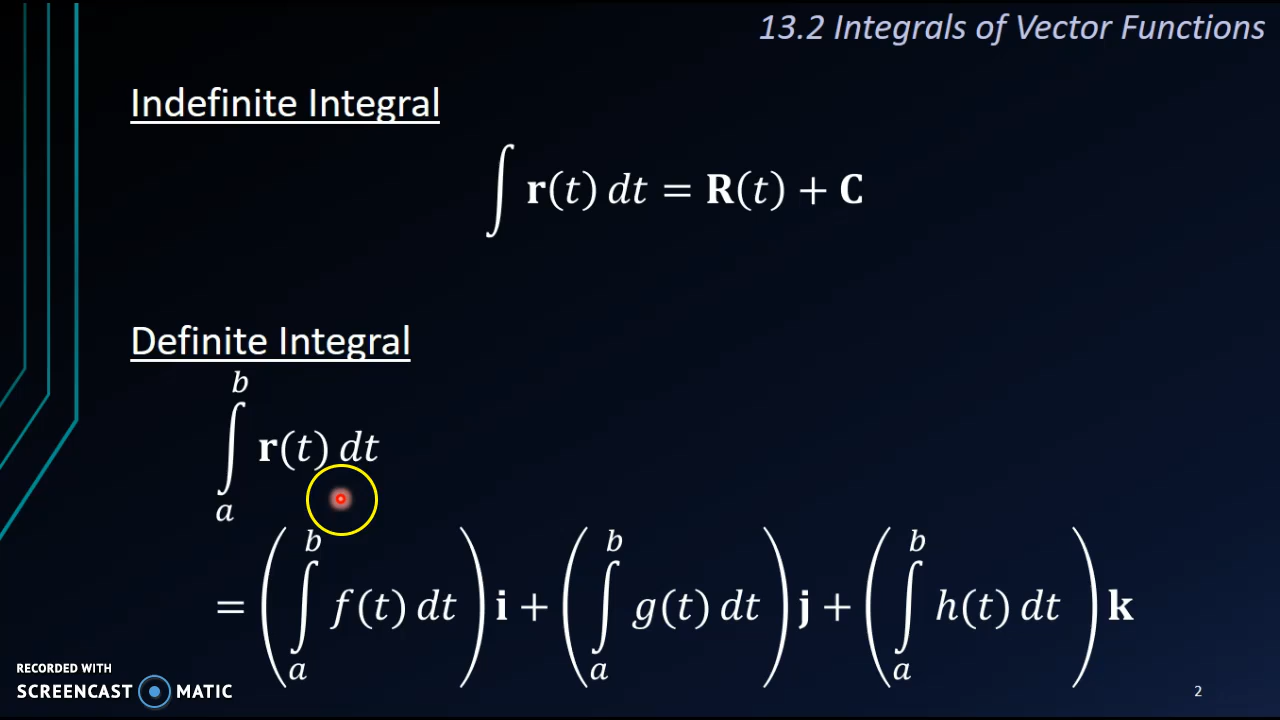 13.2 Integrals of Vector Functions
Indefinite Integral
∫ 𝐫(t) dt = 𝐑(t) + 𝐂
Definite Integral
∫ₐᵇ 𝐫(t) dt
= (∫ₐᵇ f(t) dt) 𝐢 + (∫ₐᵇ g(t) dt) 𝐣 + (∫ₐᵇ h(t) dt) 𝐤
RECORDED WITH
SCREENCAST MATIC
2